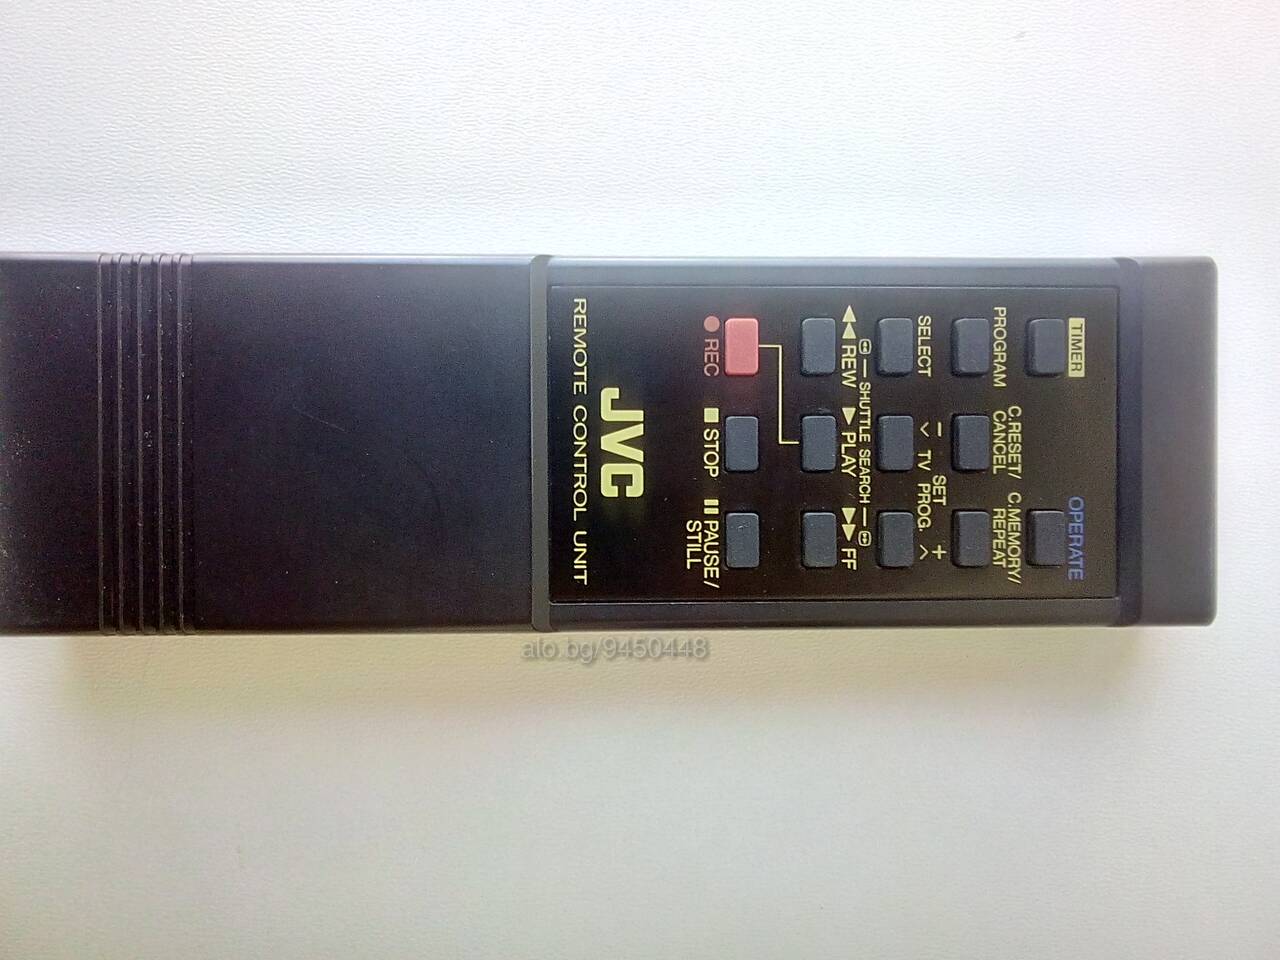 TIMER
OPERATE
PROGRAM
C.RESET/
CANCEL
C.MEMORY/
REPEAT
SELECT
SET
− TV PROG. +
SHUTTLE SEARCH
◀◀ REW
▶ PLAY
▶▶ FF
● REC
■ STOP
❚❚ PAUSE/
STILL
JVC
REMOTE CONTROL UNIT
alo.bg/9450448